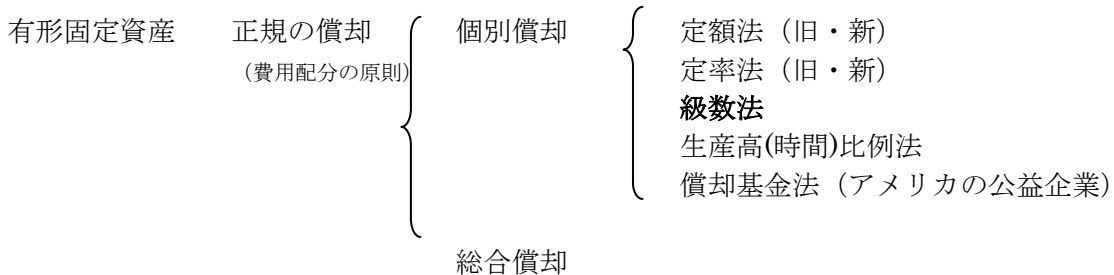 有形固定資産 正規の償却 個別償却 定額法（旧・新）
（費用配分の原則） 定率法（旧・新）
級数法
生産高(時間)比例法
償却基金法（アメリカの公益企業）
総合償却